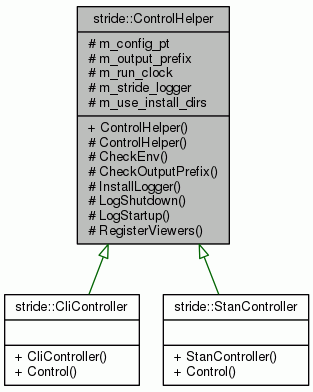 stride::ControlHelper
# m_config_pt
# m_output_prefix
# m_run_clock
# m_stride_logger
# m_use_install_dirs
+ ControlHelper()
# ControlHelper()
# CheckEnv()
# CheckOutputPrefix()
# InstallLogger()
# LogShutdown()
# LogStartup()
# RegisterViewers()
stride::CliController
+ CliController()
+ Control()
stride::StanController
+ StanController()
+ Control()